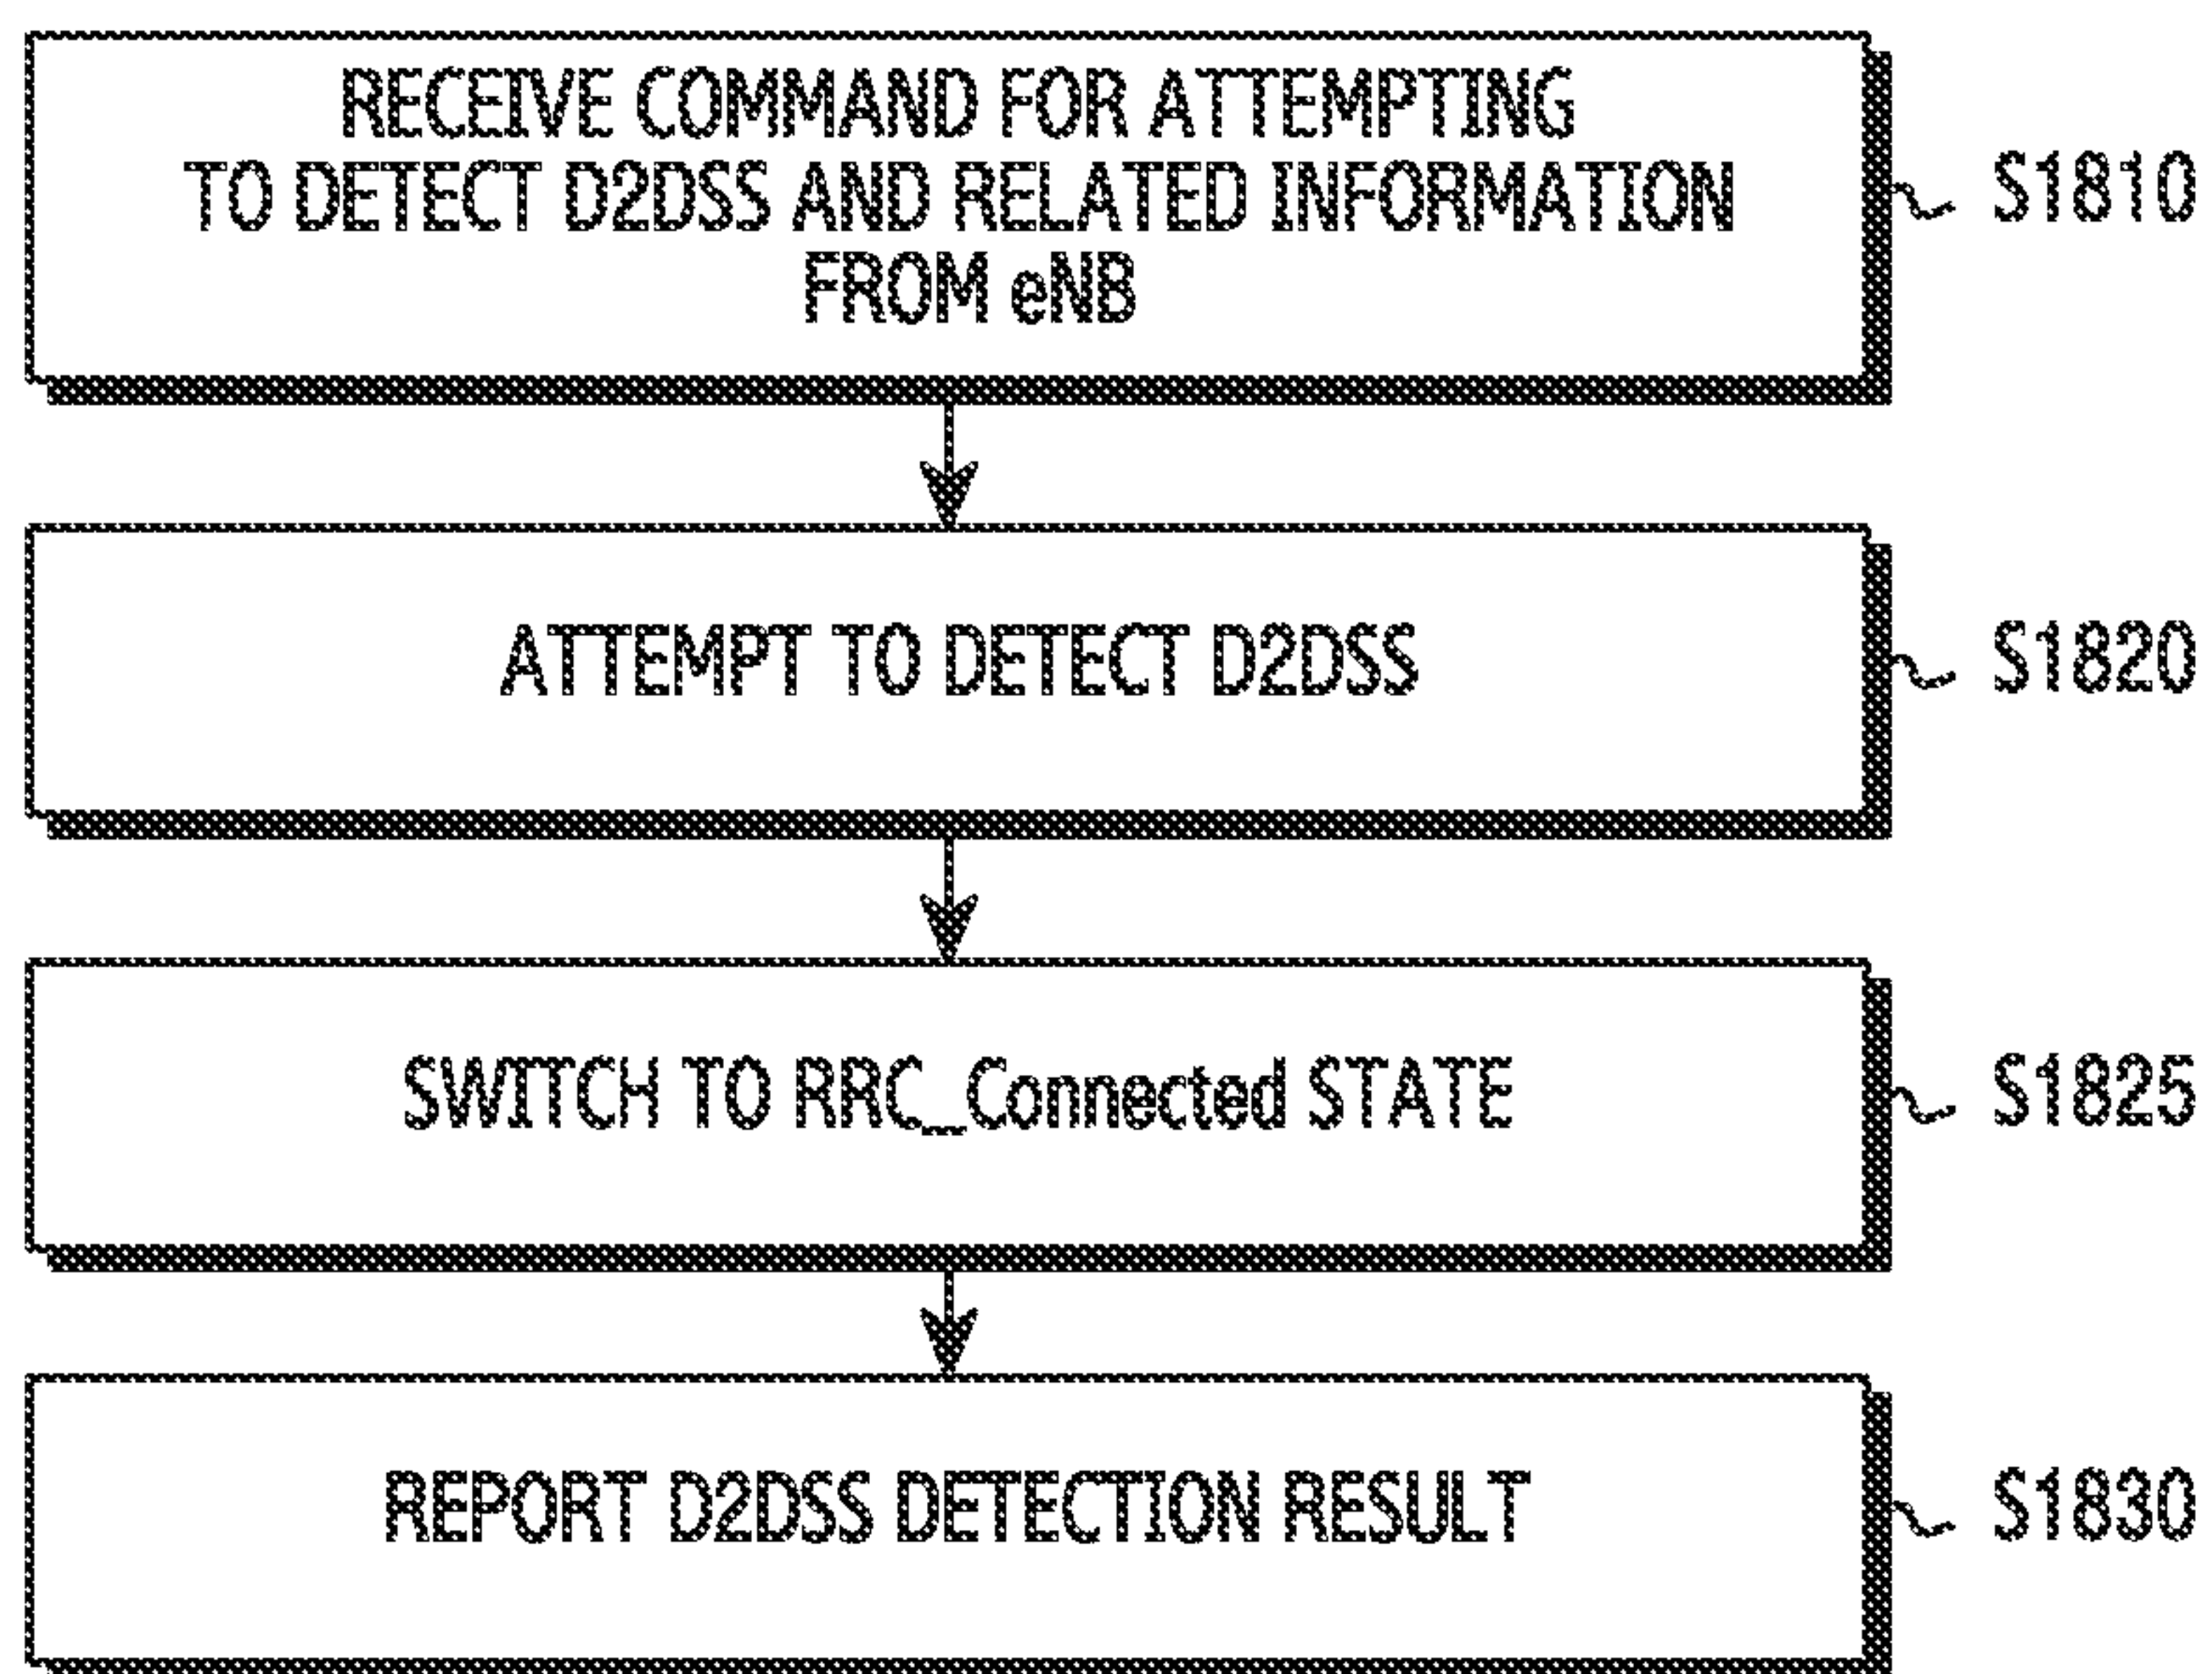 RECEIVE COMMAND FOR ATTEMPTING
TO DETECT D2DSS AND RELATED INFORMATION
FROM eNB
S1810
ATTEMPT TO DETECT D2DSS
S1820
SWITCH TO RRC_Connected STATE
S1825
REPORT D2DSS DETECTION RESULT
S1830